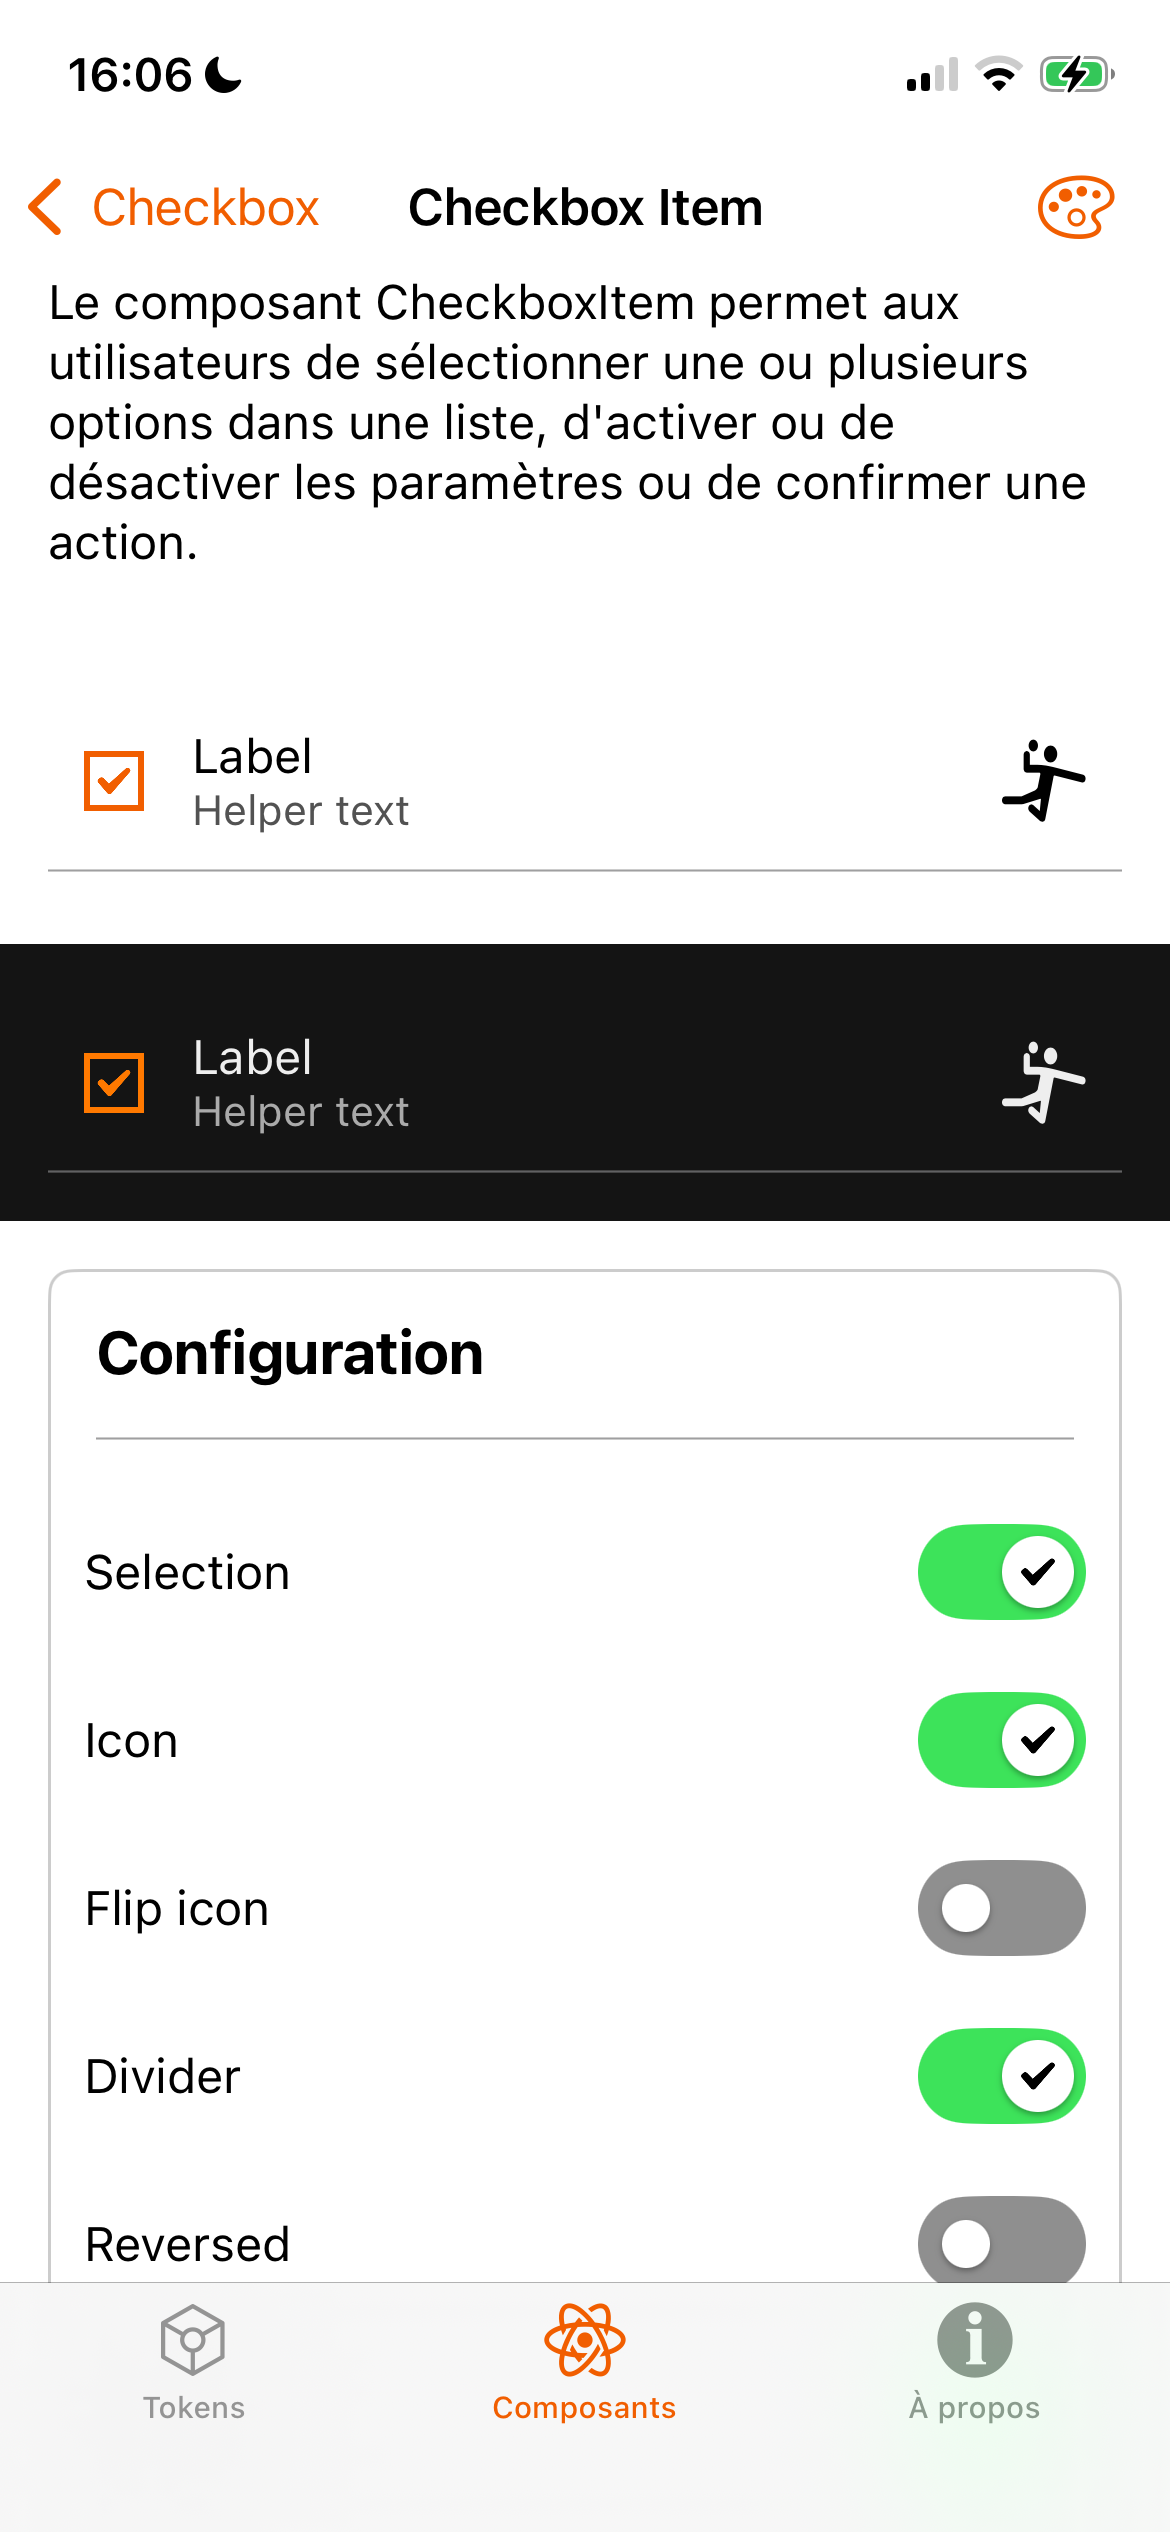 16:06
Checkbox
Checkbox Item
Le composant CheckboxItem permet aux
utilisateurs de sélectionner une ou plusieurs
options dans une liste, d'activer ou de
désactiver les paramètres ou de confirmer une
action.
Label
Helper text
Label
Helper text
Configuration
Selection
Icon
Flip icon
Divider
Reversed
Tokens
Composants
À propos